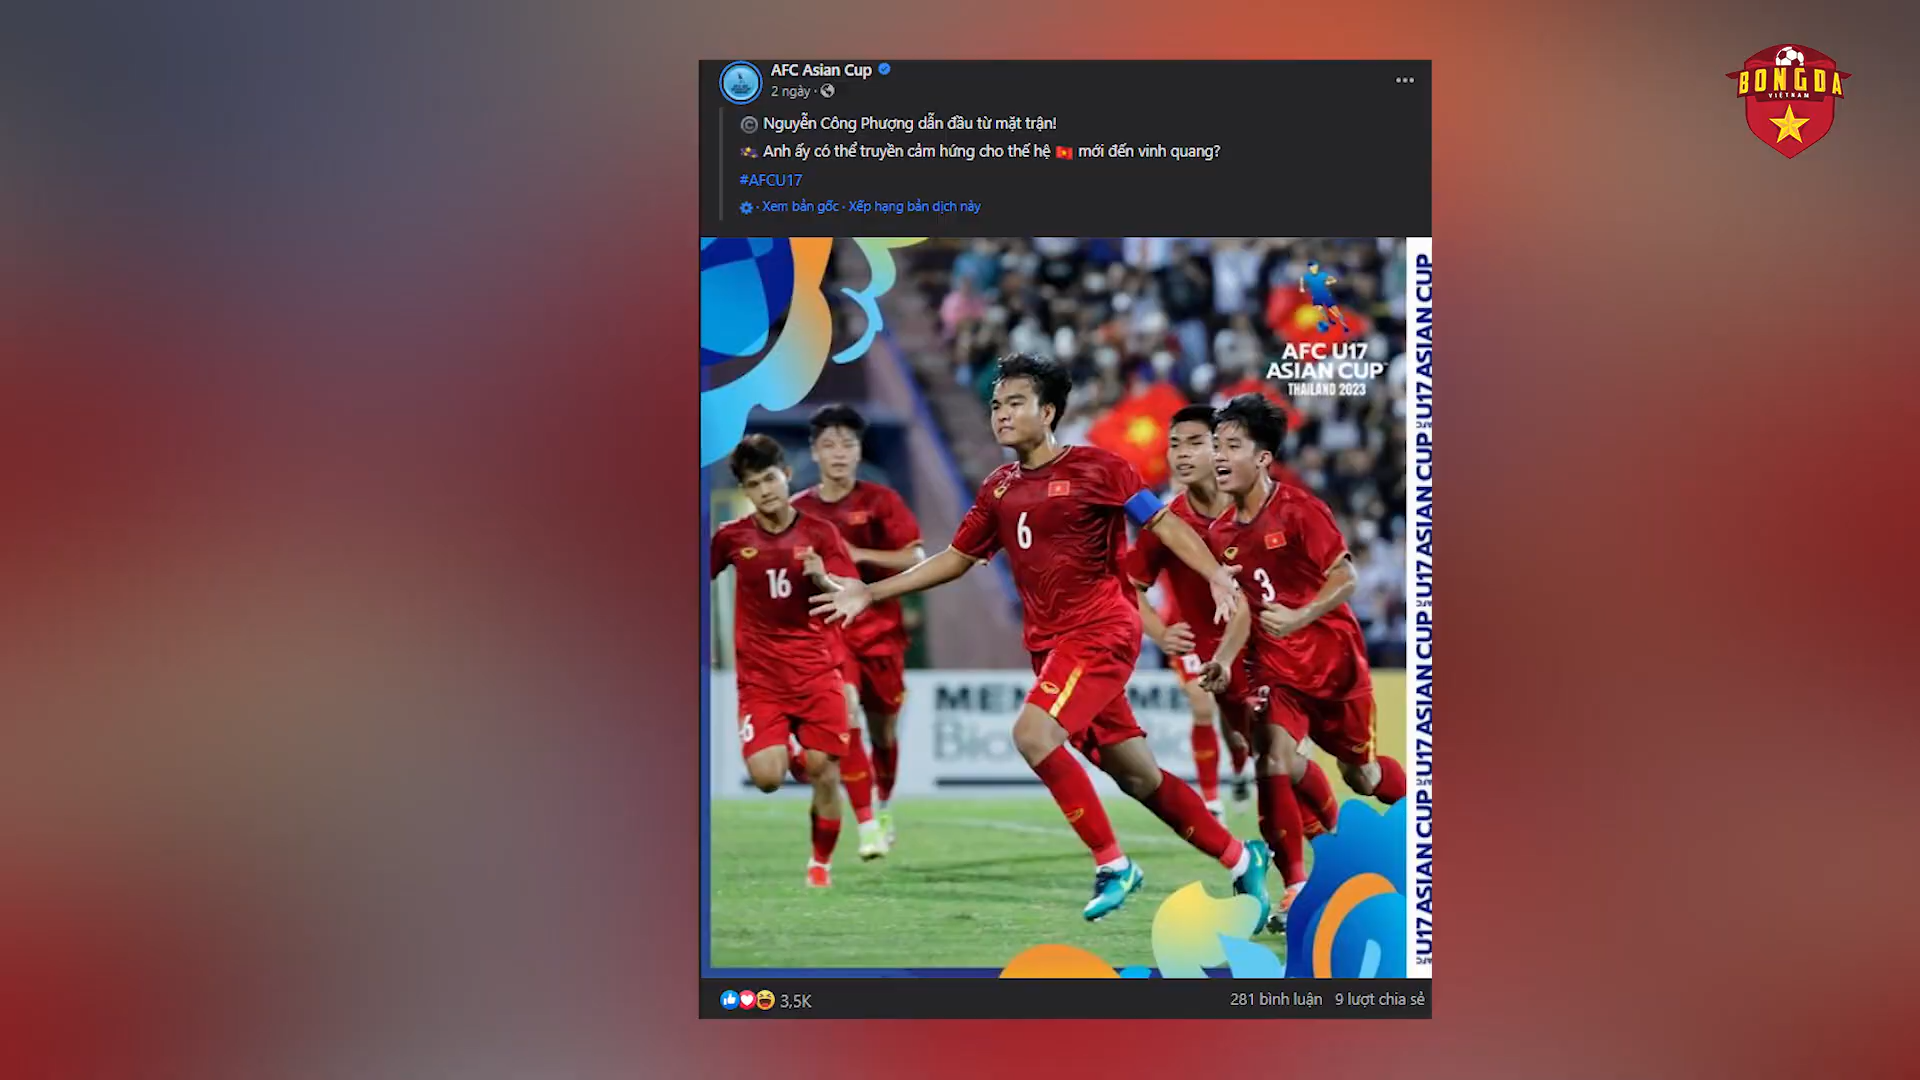 AFC Asian Cup
2 ngày ·
BONGDA
VIETNAM
© Nguyễn Công Phượng dẫn đầu từ mặt trận!
Anh ấy có thể truyền cảm hứng cho thế hệ 🇻🇳 mới đến vinh quang?
#AFCU17
· Xem bản gốc · Xếp hạng bản dịch này
AFC U17
ASIAN CUP
THAILAND 2023
6
16
3
6
U17 ASIAN CUP U17 ASIAN CUP U17 ASIAN CUP U17 ASIAN CUP
3,5K
281 bình luận 9 lượt chia sẻ